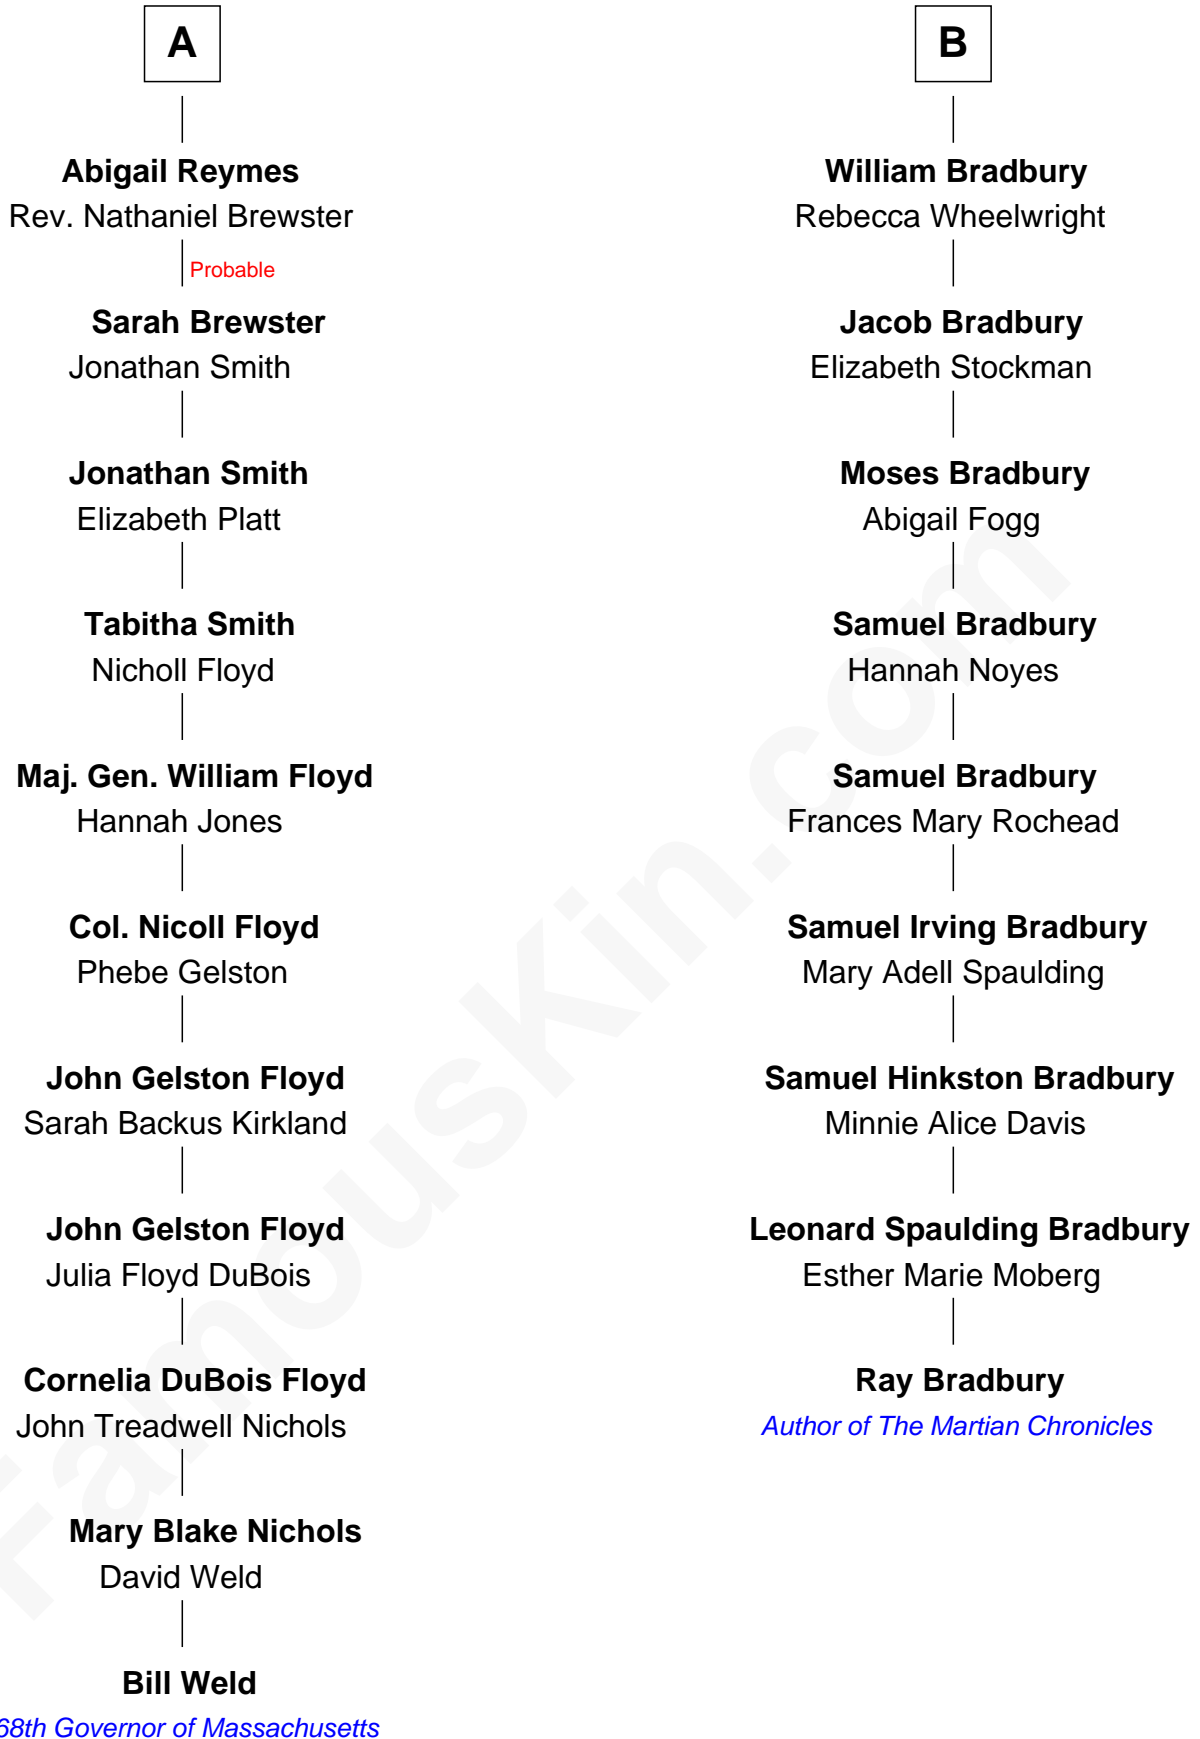 A
Abigail Reymes
Rev. Nathaniel Brewster
Probable
Sarah Brewster
Jonathan Smith
Jonathan Smith
Elizabeth Platt
Tabitha Smith
Nicholl Floyd
Maj. Gen. William Floyd
Hannah Jones
Col. Nicoll Floyd
Phebe Gelston
John Gelston Floyd
Sarah Backus Kirkland
John Gelston Floyd
Julia Floyd DuBois
Cornelia DuBois Floyd
John Treadwell Nichols
Mary Blake Nichols
David Weld
Bill Weld
68th Governor of Massachusetts
B
William Bradbury
Rebecca Wheelwright
Jacob Bradbury
Elizabeth Stockman
Moses Bradbury
Abigail Fogg
Samuel Bradbury
Hannah Noyes
Samuel Bradbury
Frances Mary Rochead
Samuel Irving Bradbury
Mary Adell Spaulding
Samuel Hinkston Bradbury
Minnie Alice Davis
Leonard Spaulding Bradbury
Esther Marie Moberg
Ray Bradbury
Author of The Martian Chronicles
FamousKin.com